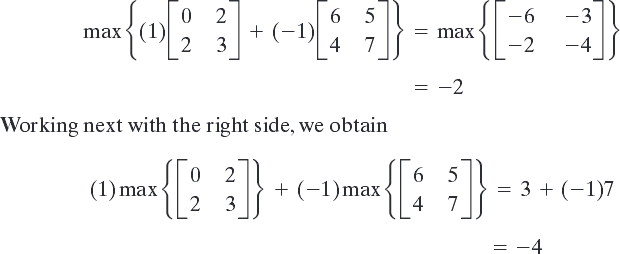 max{(1)[0 2; 2 3] + (−1)[6 5; 4 7]} = max{[−6 −3; −2 −4]}
= −2
Working next with the right side, we obtain
(1)max{[0 2; 2 3]} + (−1)max{[6 5; 4 7]} = 3 + (−1)7
= −4